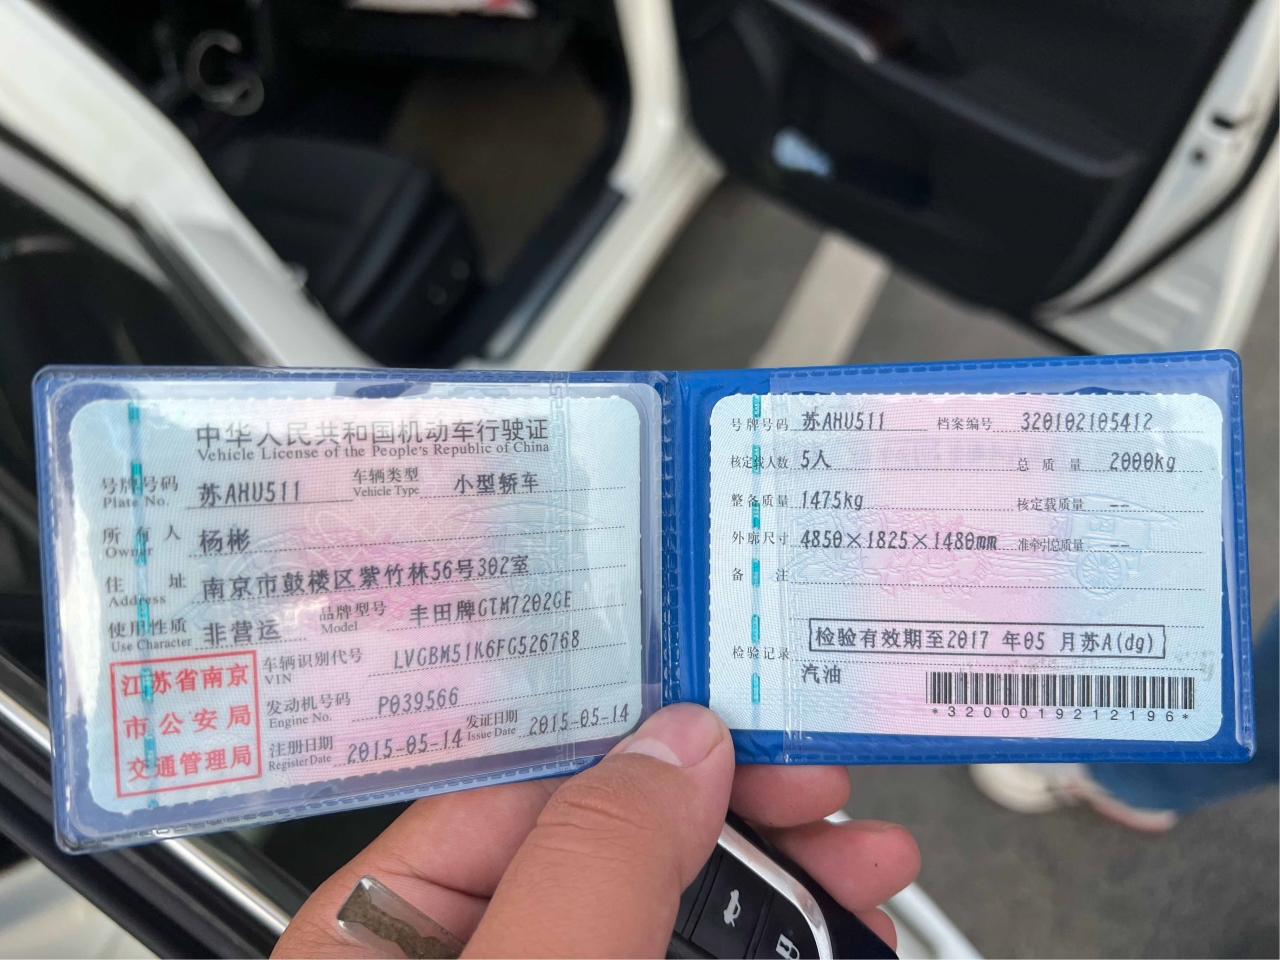 中华人民共和国机动车行驶证
Vehicle License of the People's Republic of China
号牌号码 苏AHU511 车辆类型 小型轿车
Plate No. Vehicle Type
所有人 杨彬
Owner
住址 南京市鼓楼区紫竹林56号302室
Address
使用性质 非营运 品牌型号 丰田牌GTM7202GE
Use Character Model
车辆识别代号 LVGBM51K6FG526768
VIN
发动机号码 P039566
Engine No.
注册日期 2015-05-14 发证日期 2015-05-14
Register Date Issue Date
江苏省南京
市公安局
交通管理局
号牌号码 苏AHU511 档案编号 320102105412
核定载人数 5人 总质量 2000kg
整备质量 1475kg 核定载质量 --
外廓尺寸 4850×1825×1480mm 准牵引总质量 --
备注
检验有效期至2017 年05 月苏A(dg)
检验记录
汽油
*3200019212196*